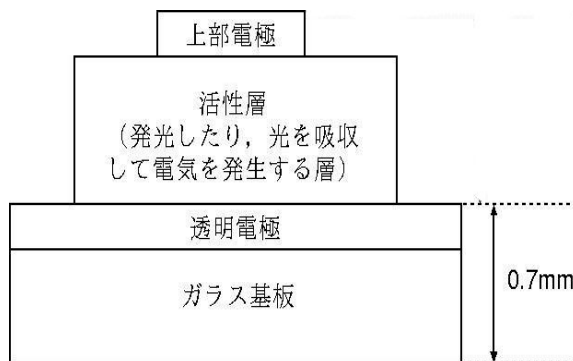 上部電極
活性層
（発光したり，光を吸収
して電気を発生する層）
透明電極
ガラス基板
0.7mm